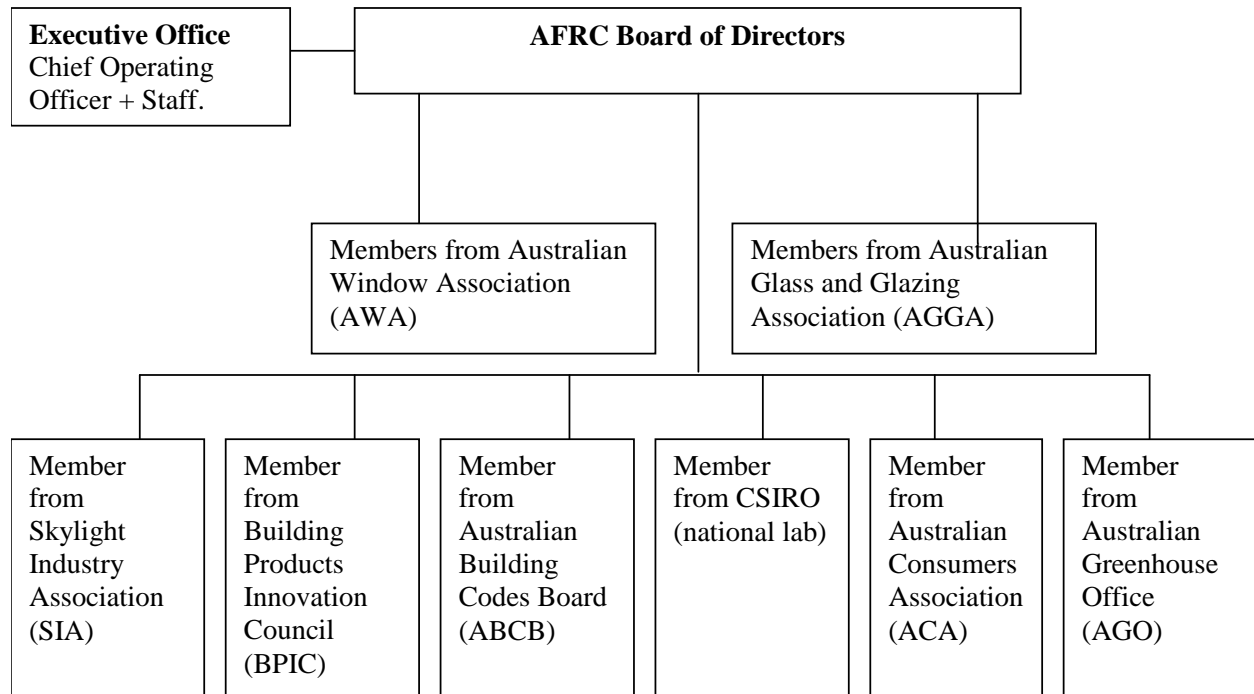 Executive Office
Chief Operating
Officer + Staff.
AFRC Board of Directors
Members from Australian
Window Association
(AWA)
Members from Australian
Glass and Glazing
Association (AGGA)
Member
from
Skylight
Industry
Association
(SIA)
Member
from
Building
Products
Innovation
Council
(BPIC)
Member
from
Australian
Building
Codes Board
(ABCB)
Member
from CSIRO
(national lab)
Member
from
Australian
Consumers
Association
(ACA)
Member
from
Australian
Greenhouse
Office
(AGO)